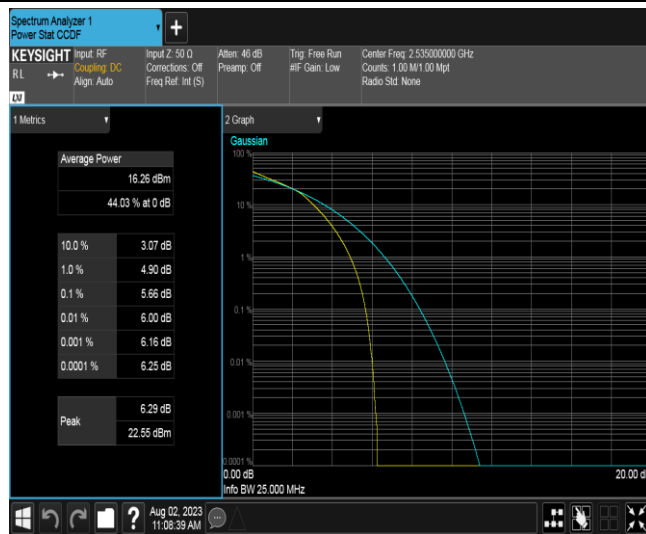 Spectrum Analyzer 1
Power Stat CCDF
+
KEYSIGHT
RL
LXI
Input: RF
Coupling: DC
Align: Auto
Input Z: 50 Ω
Corrections: Off
Freq Ref: Int (S)
Atten: 46 dB
Preamp: Off
Trig: Free Run
#IF Gain: Low
Center Freq: 2.535000000 GHz
Counts: 1.00 M/1.00 Mpt
Radio Std: None
1 Metrics
Average Power
16.26 dBm
44.03 % at 0 dB
10.0 % 3.07 dB
1.0 % 4.90 dB
0.1 % 5.66 dB
0.01 % 6.00 dB
0.001 % 6.16 dB
0.0001 % 6.25 dB
Peak
6.29 dB
22.55 dBm
2 Graph
Gaussian
100 %
10 %
1 %
0.1 %
0.01 %
0.001 %
0.0001 %
0.00 dB
20.00 d
Info BW 25.000 MHz
?
Aug 02, 2023
11:08:39 AM